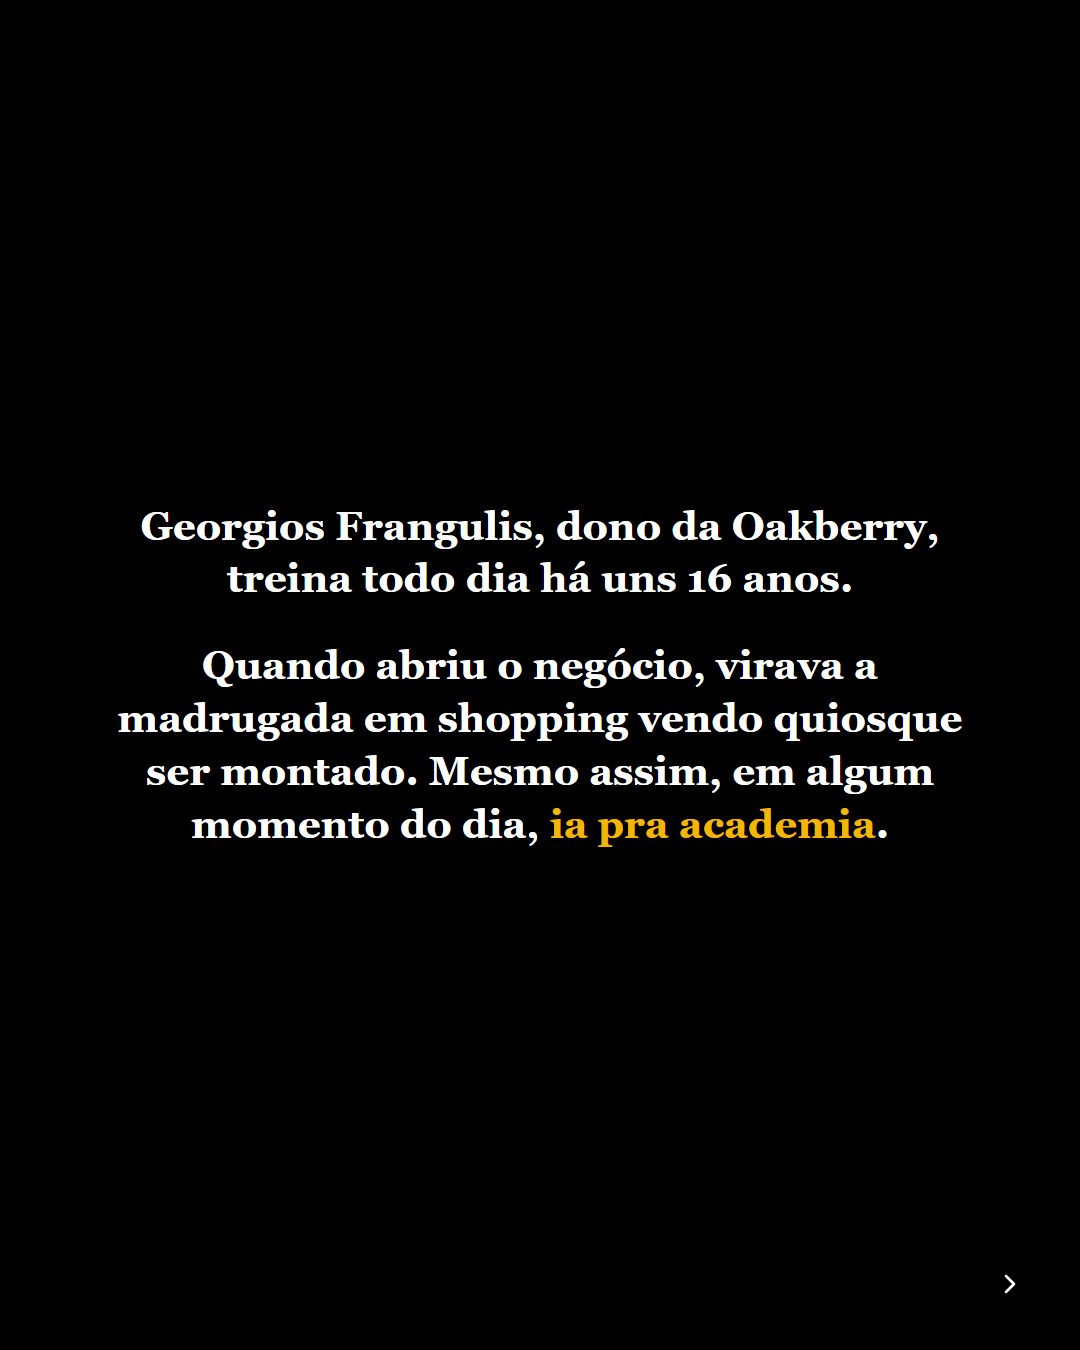 Georgios Frangulis, dono da Oakberry,
treina todo dia há uns 16 anos.
Quando abriu o negócio, virava a
madrugada em shopping vendo quiosque
ser montado. Mesmo assim, em algum
momento do dia, ia pra academia.